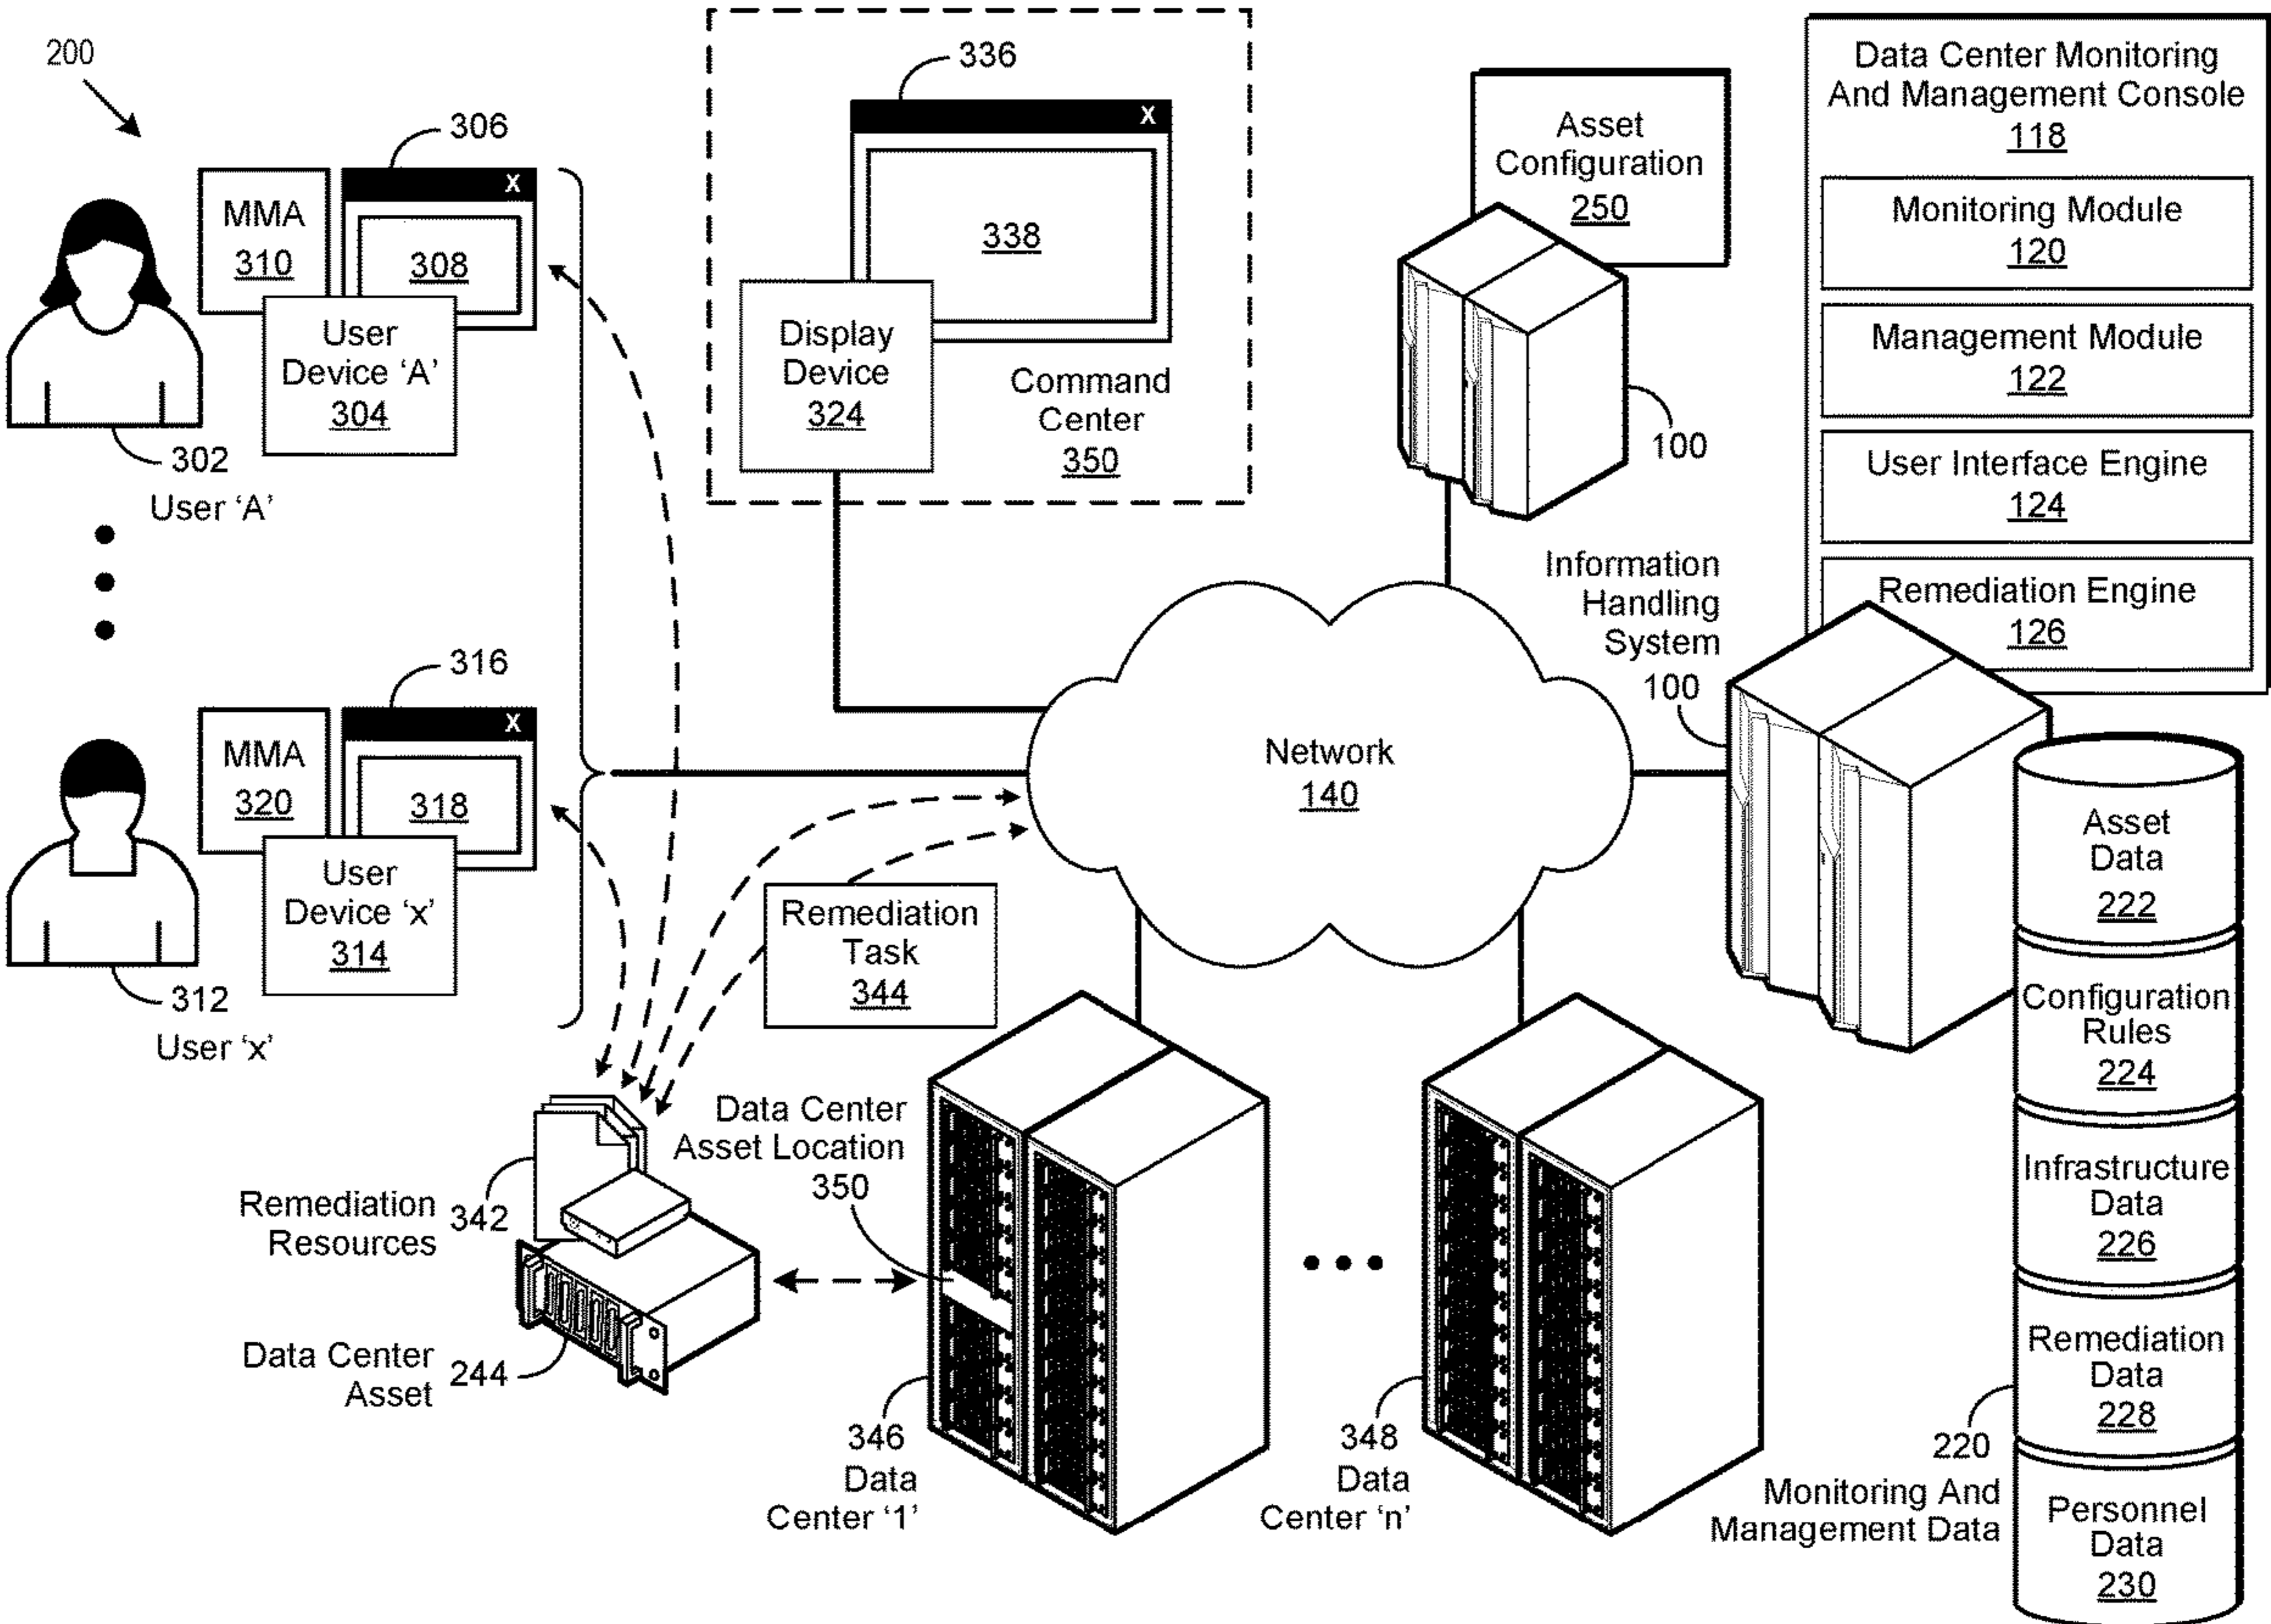 200
306
X
MMA
310
308
User
Device ‘A’
304
302
User ‘A’
316
X
MMA
320
318
User
Device ‘x’
314
312
User ‘x’
336
X
338
Display
Device
324
Command
Center
350
Asset
Configuration
250
100
Data Center Monitoring
And Management Console
118
Monitoring Module
120
Management Module
122
User Interface Engine
124
Remediation Engine
126
Information
Handling
System
100
Network
140
Remediation
Task
344
Remediation
Resources
342
Data Center
Asset
244
Data Center
Asset Location
350
346
Data
Center ‘1’
348
Data
Center ‘n’
Asset
Data
222
Configuration
Rules
224
Infrastructure
Data
226
Remediation
Data
228
Personnel
Data
230
220
Monitoring And
Management Data